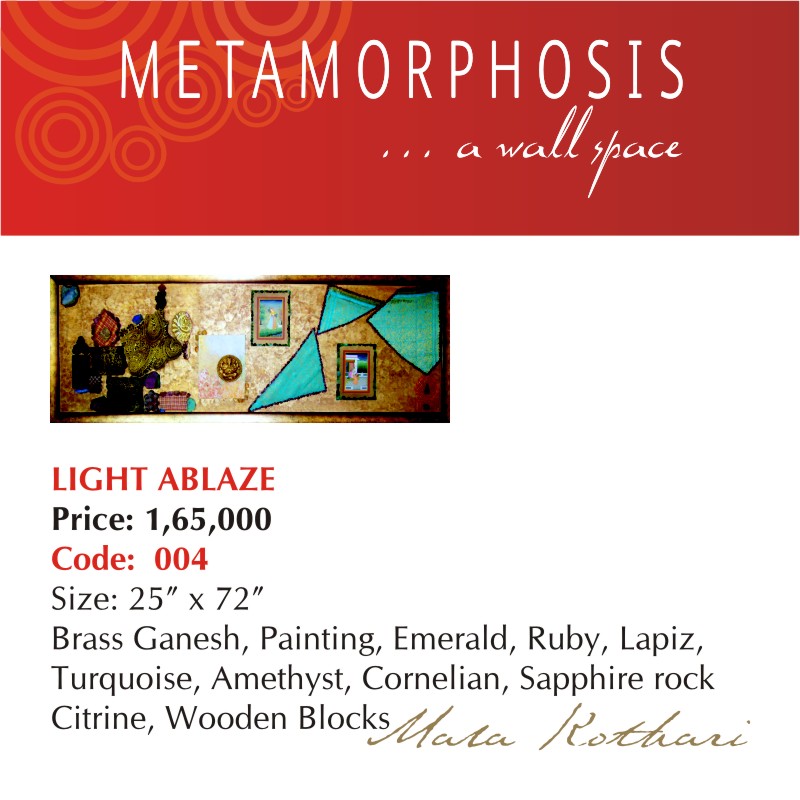 METAMORPHOSIS
... a wall space
LIGHT ABLAZE
Price: 1,65,000
Code:  004
Size: 25” x 72”
Brass Ganesh, Painting, Emerald, Ruby, Lapiz,
Turquoise, Amethyst, Cornelian, Sapphire rock
Citrine, Wooden Blocks
Mala Kothari